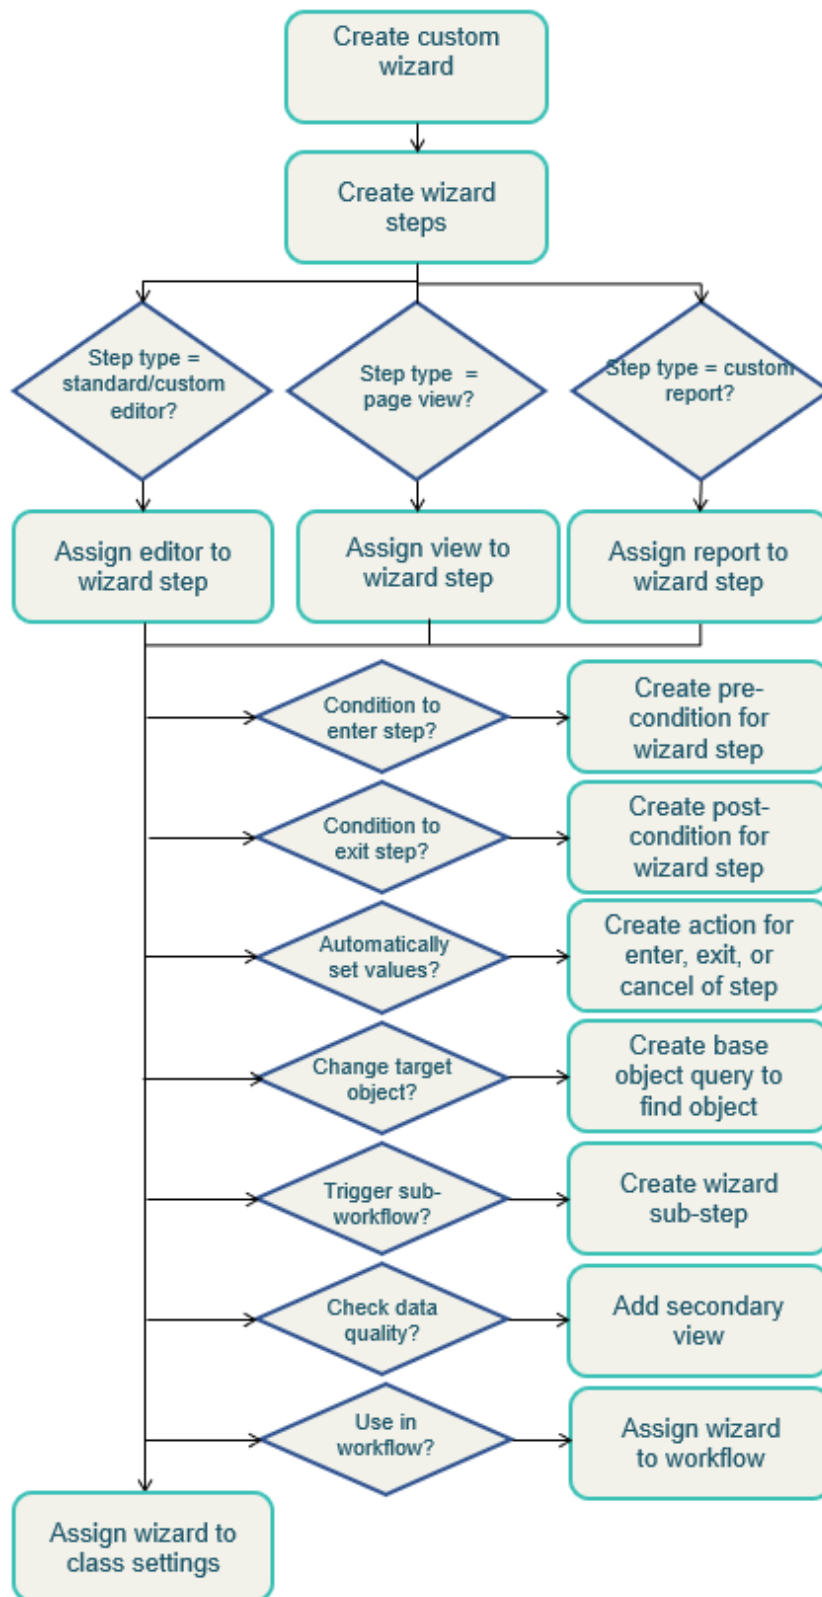 Create custom
wizard
Create wizard
steps
Step type =
standard/custom
editor?
Step type =
page view?
Step type = custom
report?
Assign editor to
wizard step
Assign view to
wizard step
Assign report to
wizard step
Condition to
enter step?
Create pre-
condition for
wizard step
Condition to
exit step?
Create post-
condition for
wizard step
Automatically
set values?
Create action for
enter, exit, or
cancel of step
Change target
object?
Create base
object query to
find object
Trigger sub-
workflow?
Create wizard
sub-step
Check data
quality?
Add secondary
view
Use in
workflow?
Assign wizard
to workflow
Assign wizard to
class settings